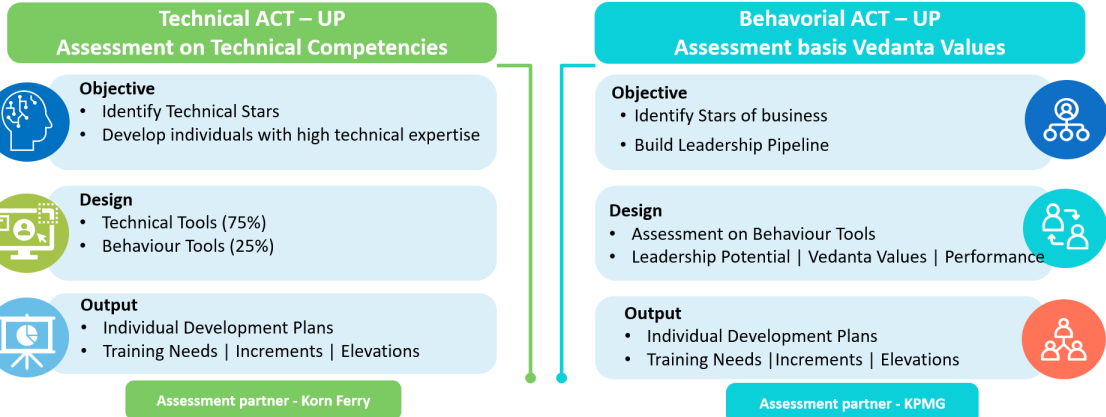 Technical ACT – UP
Assessment on Technical Competencies
Objective
• Identify Technical Stars
• Develop individuals with high technical expertise
Design
• Technical Tools (75%)
• Behaviour Tools (25%)
Output
• Individual Development Plans
• Training Needs | Increments | Elevations
Assessment partner - Korn Ferry
Behavorial ACT – UP
Assessment basis Vedanta Values
Objective
• Identify Stars of business
• Build Leadership Pipeline
Design
• Assessment on Behaviour Tools
• Leadership Potential | Vedanta Values | Performance
Output
• Individual Development Plans
• Training Needs |Increments | Elevations
Assessment partner - KPMG